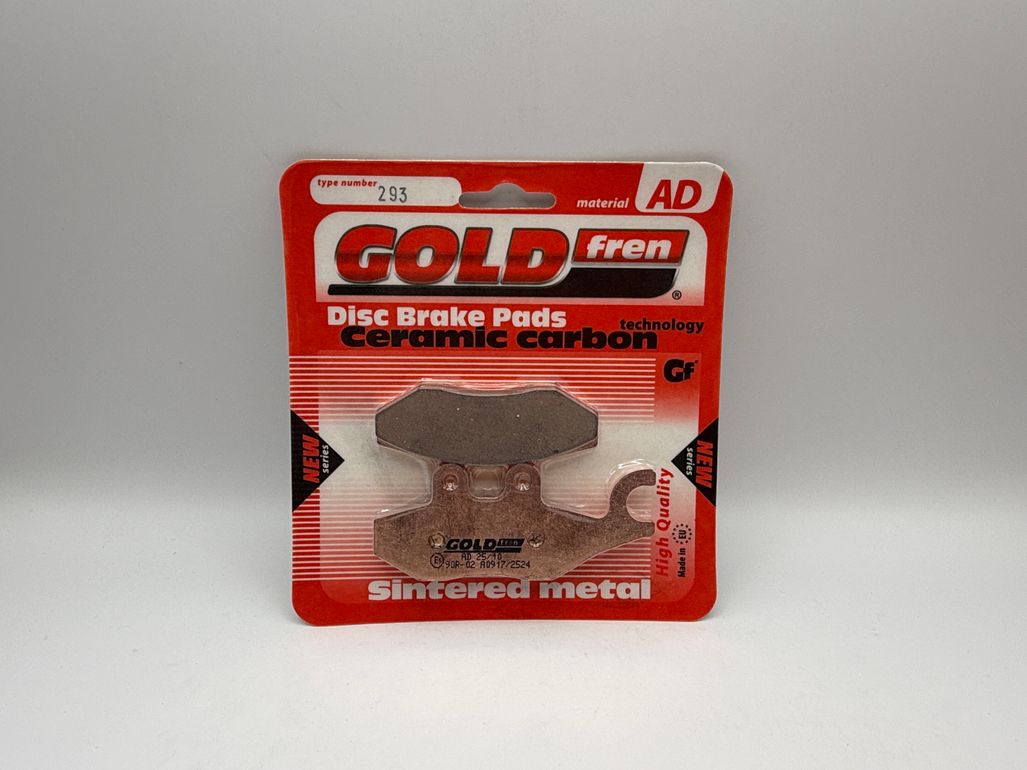 type number 293
material AD
GOLD fren ®
Disc Brake Pads
technology
Ceramic carbon
Gf
NEW series
NEW series
High Quality
Made in EU
GOLD fren
AD 25/10
90R-02 A0917/2524
Sintered metal